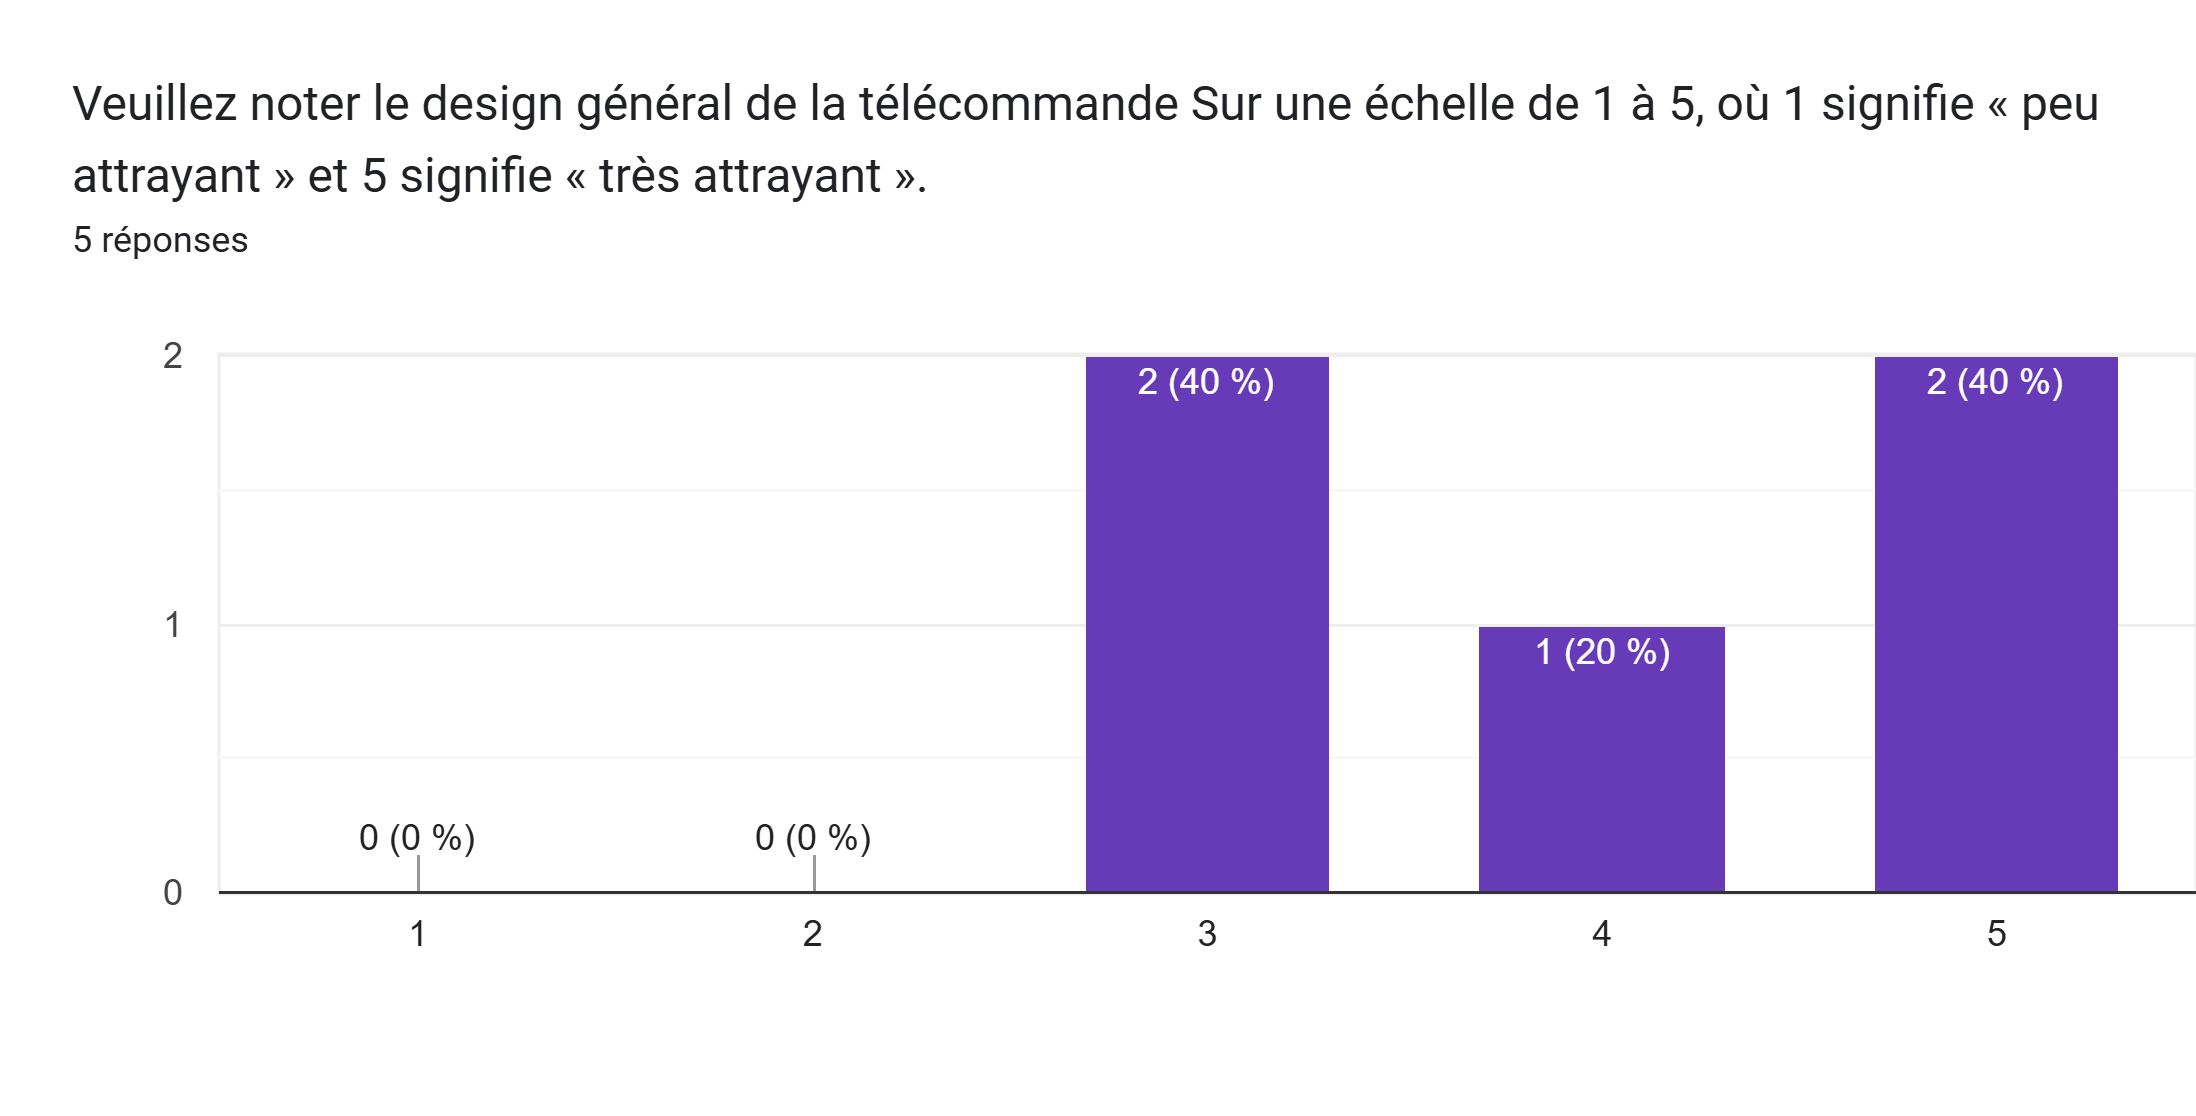 Veuillez noter le design général de la télécommande Sur une échelle de 1 à 5, où 1 signifie « peu
attrayant » et 5 signifie « très attrayant ».
5 réponses
2
2 (40 %)
2 (40 %)
1
1 (20 %)
0 (0 %)
0 (0 %)
0
1
2
3
4
5